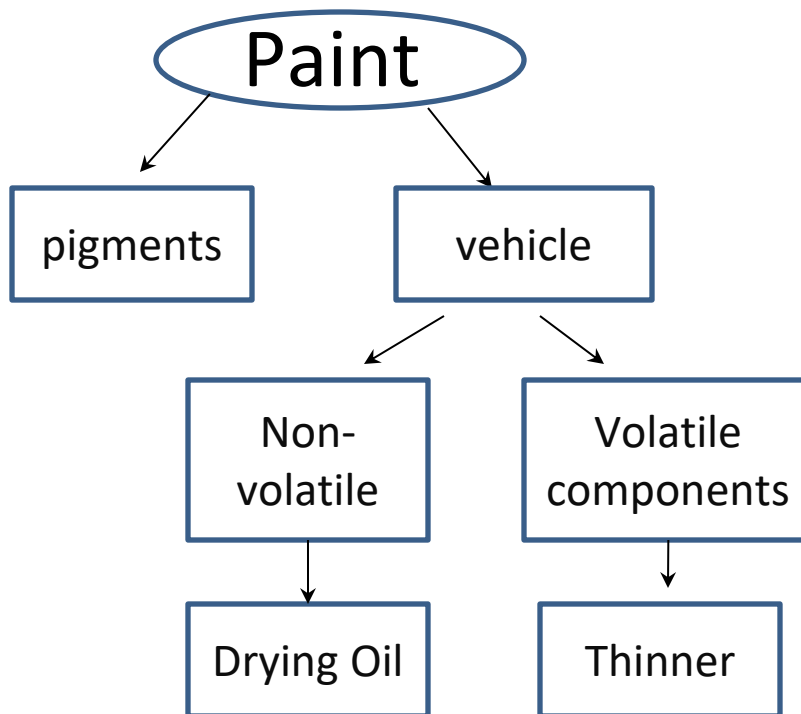 Paint
pigments
vehicle
Non-
volatile
Volatile
components
Drying Oil
Thinner